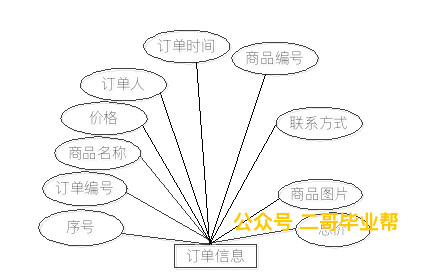 订单时间
商品编号
订单人
价格
联系方式
商品名称
订单编号
商品图片
公众号 二哥毕业帮
序号
总价
订单信息